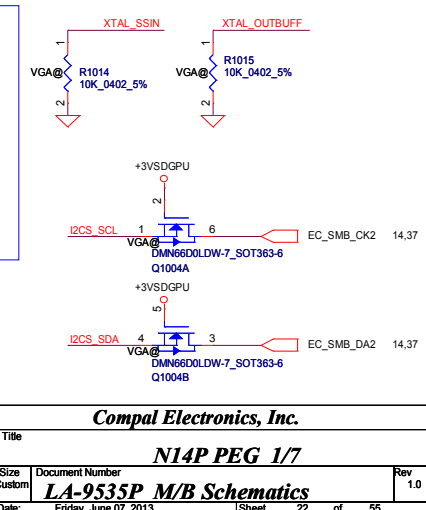 XTAL_SSIN XTAL_OUTBUFF
1 1
VGA@ R1014 10K_0402_5%
VGA@ R1015 10K_0402_5%
2 2
+3VSDGPU
2
I2CS_SCL 1 6 EC_SMB_CK2 14,37
VGA@
DMN66D0LDW-7_SOT363-6
Q1004A
+3VSDGPU
5
I2CS_SDA 4 3 EC_SMB_DA2 14,37
VGA@
DMN66D0LDW-7_SOT363-6
Q1004B
Compal Electronics, Inc.
Title
N14P PEG 1/7
Size Document Number Rev
Custom LA-9535P M/B Schematics 1.0
Date: Friday, June 07, 2013 Sheet 22 of 55